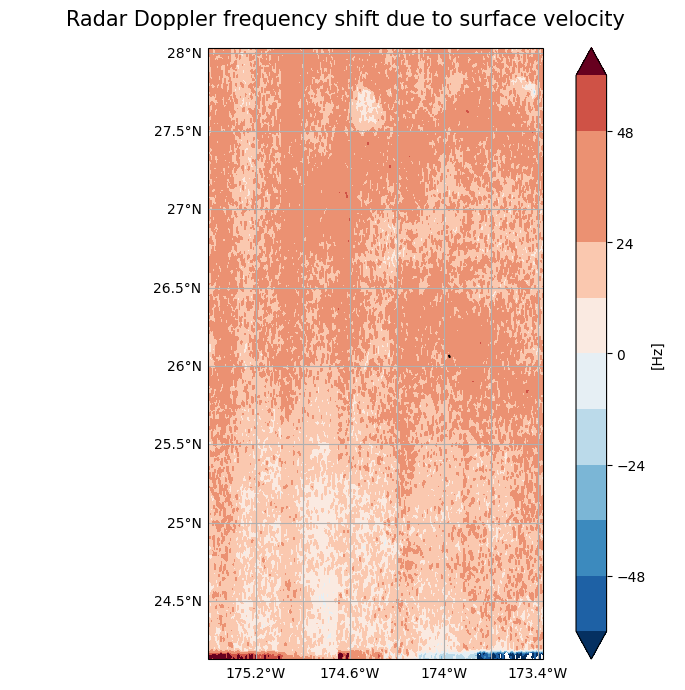 Radar Doppler frequency shift due to surface velocity
28°N
27.5°N
27°N
26.5°N
26°N
25.5°N
25°N
24.5°N
175.2°W 174.6°W 174°W 173.4°W
48
24
0
−24
−48
[Hz]